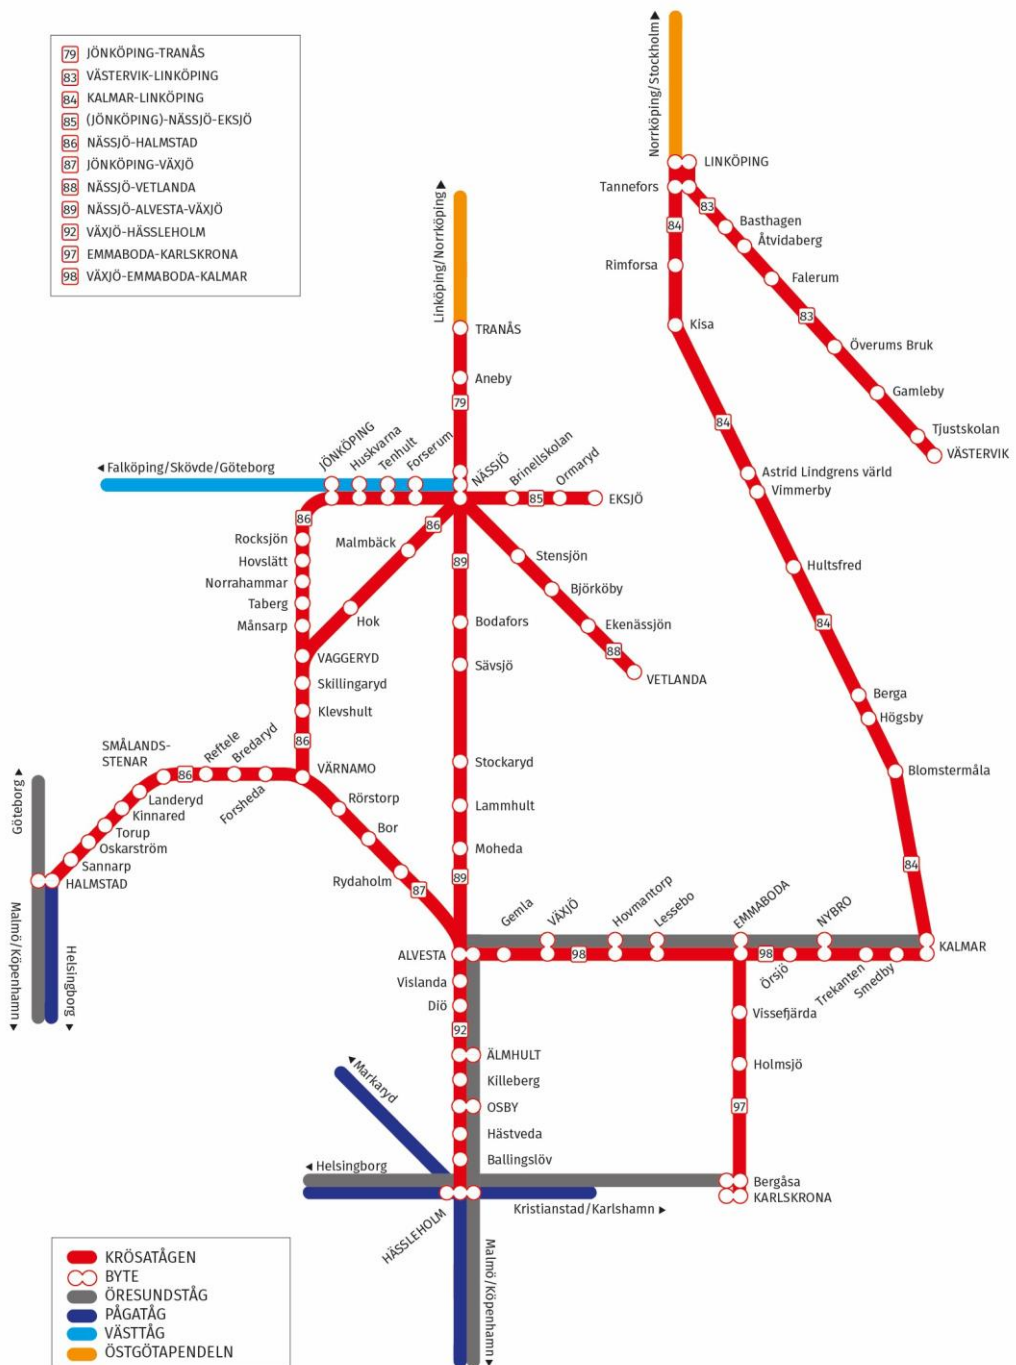 79 JÖNKÖPING-TRANÅS
83 VÄSTERVIK-LINKÖPING
84 KALMAR-LINKÖPING
85 (JÖNKÖPING)-NÄSSJÖ-EKSJÖ
86 NÄSSJÖ-HALMSTAD
87 JÖNKÖPING-VÄXJÖ
88 NÄSSJÖ-VETLANDA
89 NÄSSJÖ-ALVESTA-VÄXJÖ
92 VÄXJÖ-HÄSSLEHOLM
97 EMMABODA-KARLSKRONA
98 VÄXJÖ-EMMABODA-KALMAR
Norrköping/Stockholm
LINKÖPING
Tannefors
83
84
Basthagen
Åtvidaberg
Rimforsa
Falerum
83
Kisa
Överums Bruk
Gamleby
84
Tjustskolan
VÄSTERVIK
Astrid Lindgrens värld
Vimmerby
Hultsfred
84
Berga
Högsby
Blomstermåla
84
KALMAR
Linköping/Norrköping
TRANÅS
Aneby
79
Falköping/Skövde/Göteborg
JÖNKÖPING
Huskvarna
Tenhult
Forserum
NÄSSJÖ
Brinellskolan
85
Ormaryd
EKSJÖ
86
86
Rocksjön
Hovslätt
Norrahammar
Taberg
Månsarp
Malmbäck
Hok
VAGGERYD
Skillingaryd
Klevshult
86
89
Stensjön
Björköby
Ekenässjön
88
VETLANDA
Bodafors
Sävsjö
Stockaryd
Lammhult
Moheda
89
SMÅLANDS-
STENAR
86
Reftele
Bredaryd
Forsheda
VÄRNAMO
Landeryd
Kinnared
Torup
Oskarström
Sannarp
HALMSTAD
Göteborg
Malmö/Köpenhamn
Helsingborg
Rörstorp
Bor
Rydaholm
87
ALVESTA
Gemla
VÄXJÖ
98
Hovmantorp
Lessebo
EMMABODA
98
Örsjö
NYBRO
Trekanten
Smedby
Vislanda
Diö
92
ÄLMHULT
Killeberg
OSBY
Hästveda
Ballingslöv
Markaryd
Helsingborg
HÄSSLEHOLM
Kristianstad/Karlshamn
Malmö/Köpenhamn
Vissefjärda
Holmsjö
97
Bergåsa
KARLSKRONA
KRÖSATÅGEN
BYTE
ÖRESUNDSTÅG
PÅGATÅG
VÄSTTÅG
ÖSTGÖTAPENDELN